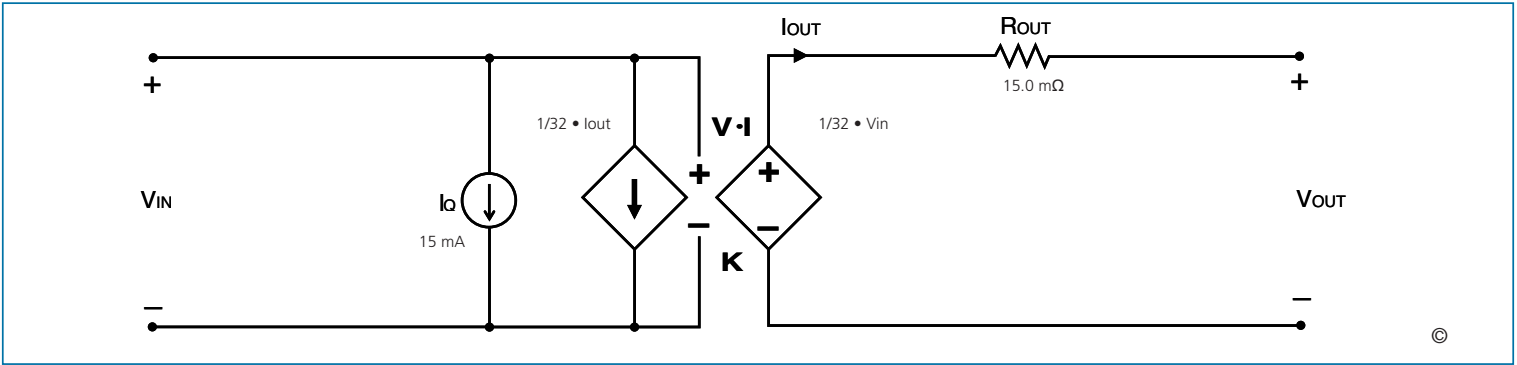 IOUT
ROUT
15.0 mΩ
+
+
1/32 • Iout
V•I
1/32 • Vin
+
+
VIN
IQ
VOUT
15 mA
–
–
K
–
–
©